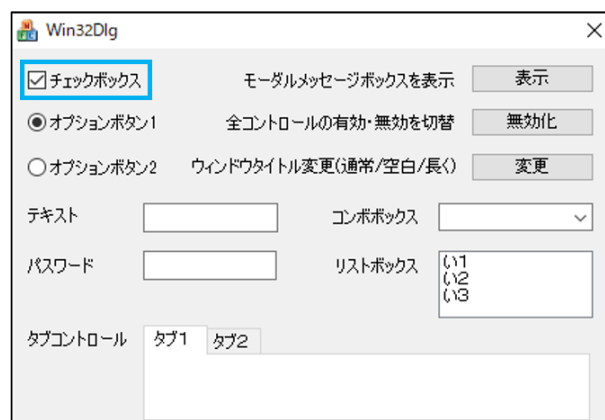 Win32Dlg
チェックボックス モーダルメッセージボックスを表示 表示
オプションボタン1 全コントロールの有効・無効を切替 無効化
オプションボタン2 ウィンドウタイトル変更(通常/空白/長く) 変更
テキスト コンボボックス
パスワード リストボックス い1
い2
い3
タブコントロール タブ1 タブ2